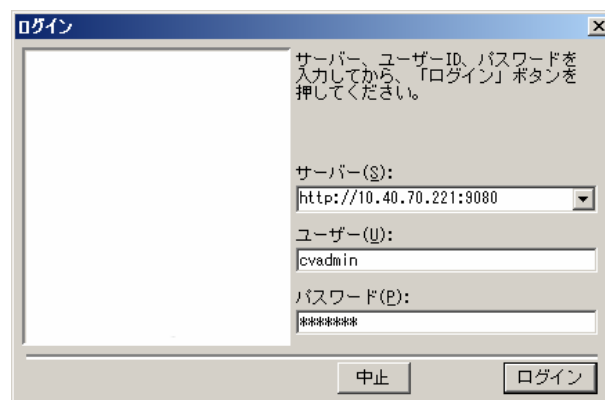 ログイン
サーバー、ユーザーID、パスワードを
入力してから、「ログイン」ボタンを
押してください。
サーバー(S):
http://10.40.70.221:9080
ユーザー(U):
cvadmin
パスワード(P):
*******
中止
ログイン